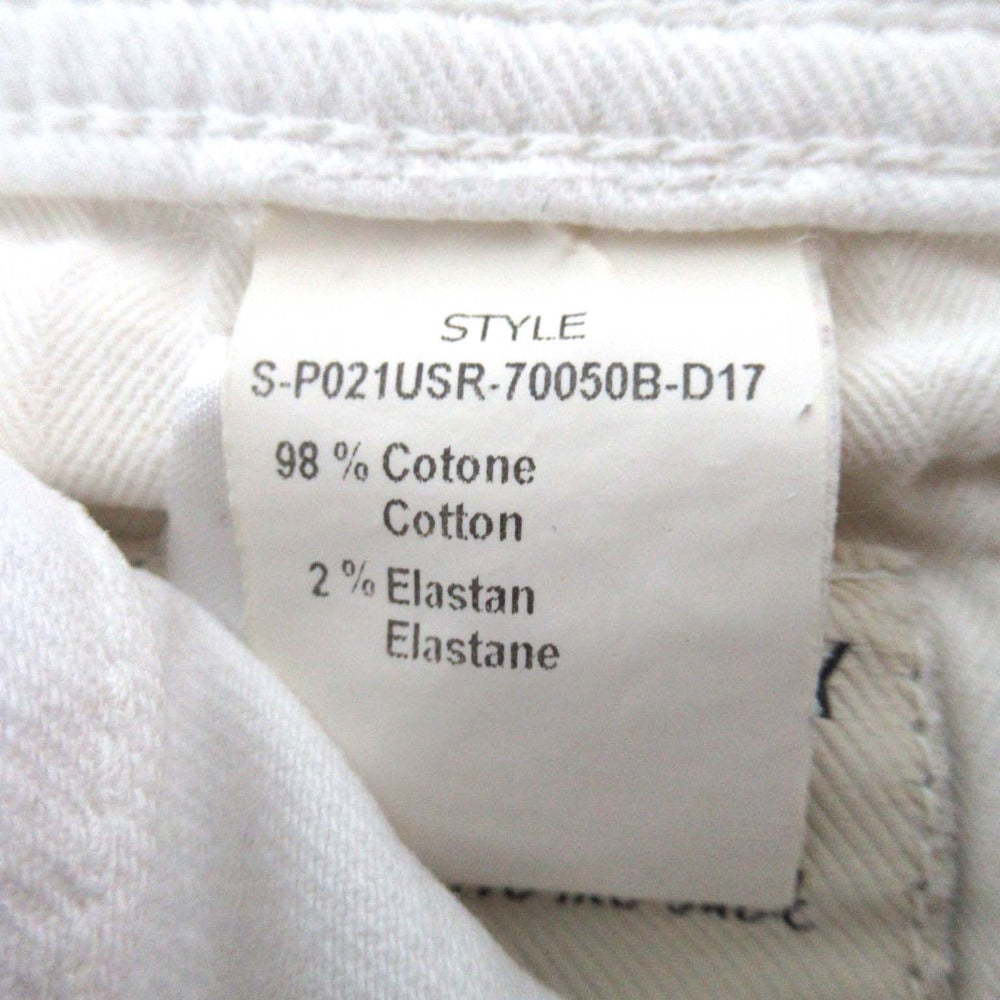 STYLE
S-P021USR-70050B-D17
98 % Cotone
Cotton
2 % Elastan
Elastane